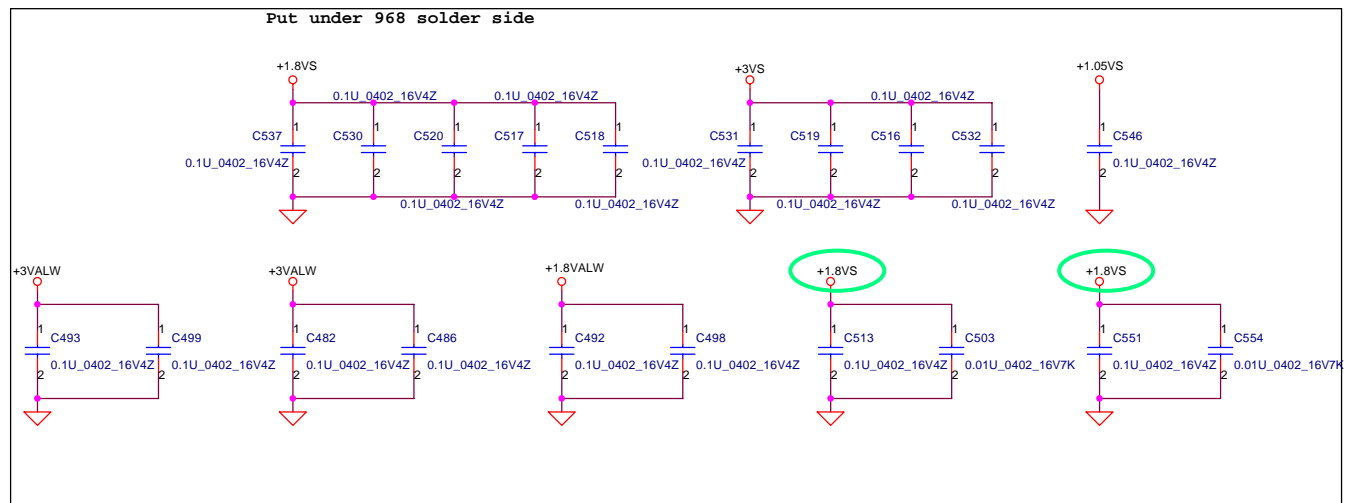 Put under 968 solder side
+1.8VS
+3VS
+1.05VS
0.1U_0402_16V4Z
0.1U_0402_16V4Z
0.1U_0402_16V4Z
1 1 1 1 1 1 1 1 1 1
C537 C530 C520 C517 C518 C531 C519 C516 C532 C546
0.1U_0402_16V4Z
0.1U_0402_16V4Z
0.1U_0402_16V4Z
2 2 2 2 2 2 2 2 2 2
0.1U_0402_16V4Z
0.1U_0402_16V4Z
0.1U_0402_16V4Z
0.1U_0402_16V4Z
+3VALW
+3VALW
+1.8VALW
+1.8VS
+1.8VS
1 1 1 1 1 1 1 1 1 1
C493 C499 C482 C486 C492 C498 C513 C503 C551 C554
0.1U_0402_16V4Z
0.1U_0402_16V4Z
0.1U_0402_16V4Z
0.1U_0402_16V4Z
0.1U_0402_16V4Z
0.1U_0402_16V4Z
0.1U_0402_16V4Z
0.01U_0402_16V7K
0.1U_0402_16V4Z
0.01U_0402_16V7K
2 2 2 2 2 2 2 2 2 2